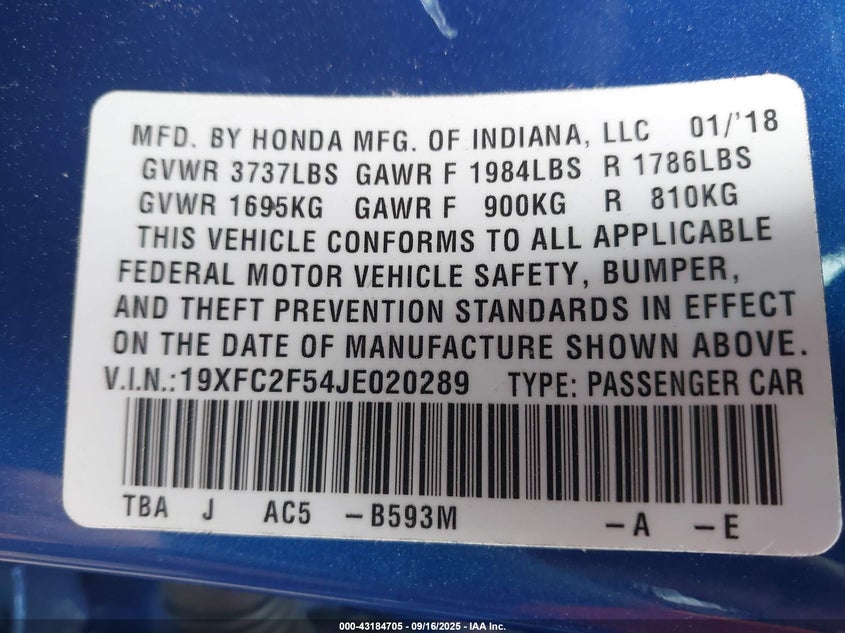 MFD. BY HONDA MFG. OF INDIANA, LLC 01/'18
GVWR 3737LBS GAWR F 1984LBS R 1786LBS
GVWR 1695KG GAWR F 900KG R 810KG
THIS VEHICLE CONFORMS TO ALL APPLICABLE
FEDERAL MOTOR VEHICLE SAFETY, BUMPER,
AND THEFT PREVENTION STANDARDS IN EFFECT
ON THE DATE OF MANUFACTURE SHOWN ABOVE.
V.I.N.:19XFC2F54JE020289 TYPE: PASSENGER CAR
TBA J AC5 -B593M -A -E
000-43184705 - 09/16/2025 - IAA Inc.